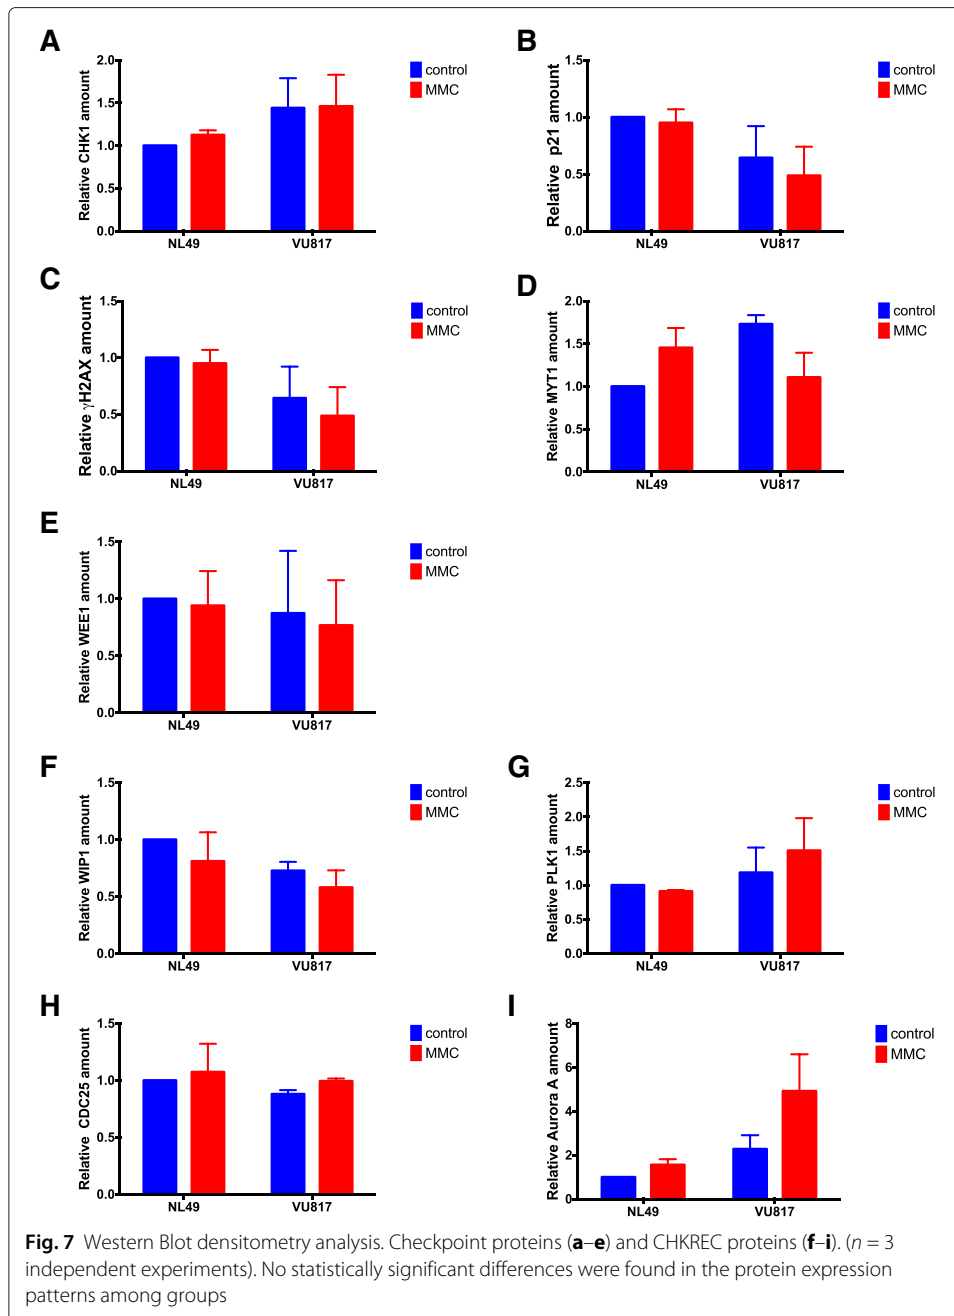 A
Relative CHK1 amount
2.0
1.5
1.0
0.5
0.0
NL49 VU817
control
MMC
B
Relative p21 amount
1.5
1.0
0.5
0.0
NL49 VU817
control
MMC
C
Relative γH2AX amount
1.5
1.0
0.5
0.0
NL49 VU817
control
MMC
D
Relative MYT1 amount
2.0
1.5
1.0
0.5
0.0
NL49 VU817
control
MMC
E
Relative WEE1 amount
1.5
1.0
0.5
0.0
NL49 VU817
control
MMC
F
Relative WIP1 amount
1.5
1.0
0.5
0.0
NL49 VU817
control
MMC
G
Relative PLK1 amount
2.5
2.0
1.5
1.0
0.5
0.0
NL49 VU817
control
MMC
H
Relative CDC25 amount
1.5
1.0
0.5
0.0
NL49 VU817
control
MMC
I
Relative Aurora A amount
8
6
4
2
0
NL49 VU817
control
MMC
Fig. 7 Western Blot densitometry analysis. Checkpoint proteins (a–e) and CHKREC proteins (f–i). (n = 3
independent experiments). No statistically significant differences were found in the protein expression
patterns among groups